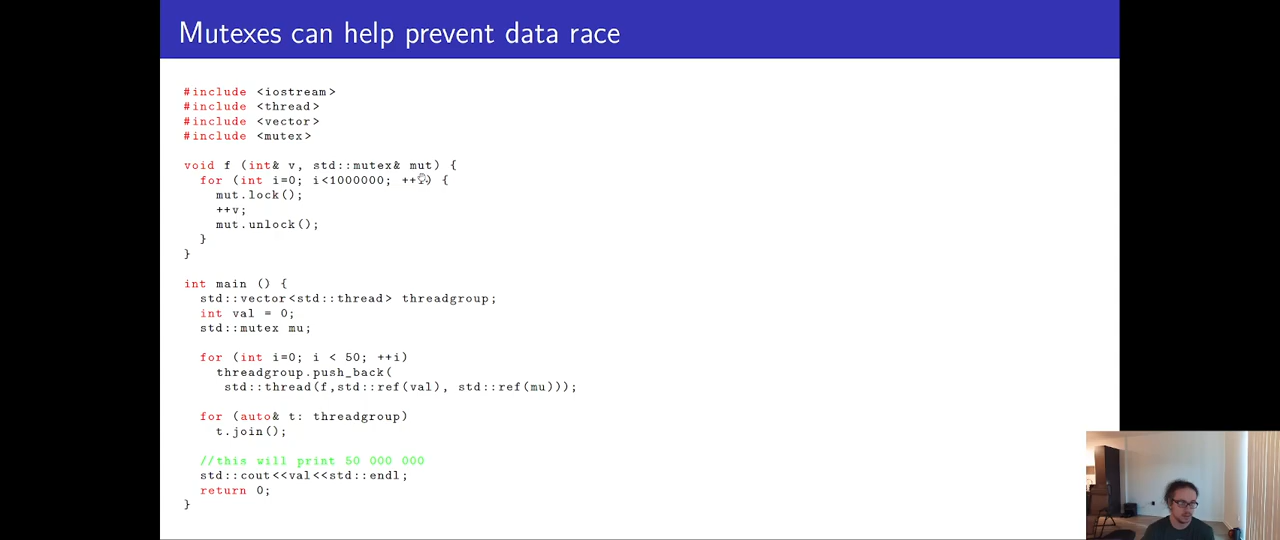 Mutexes can help prevent data race
#include <iostream>
#include <thread>
#include <vector>
#include <mutex>
void f (int& v, std::mutex& mut) {
for (int i=0; i<1000000; ++) {
mut.lock();
++v;
mut.unlock();
}
}
int main () {
std::vector<std::thread> threadgroup;
int val = 0;
std::mutex mu;
for (int i=0; i < 50; ++i)
threadgroup.push_back(
std::thread(f,std::ref(val), std::ref(mu)));
for (auto& t: threadgroup)
t.join();
//this will print 50 000 000
std::cout<<val<<std::endl;
return 0;
}